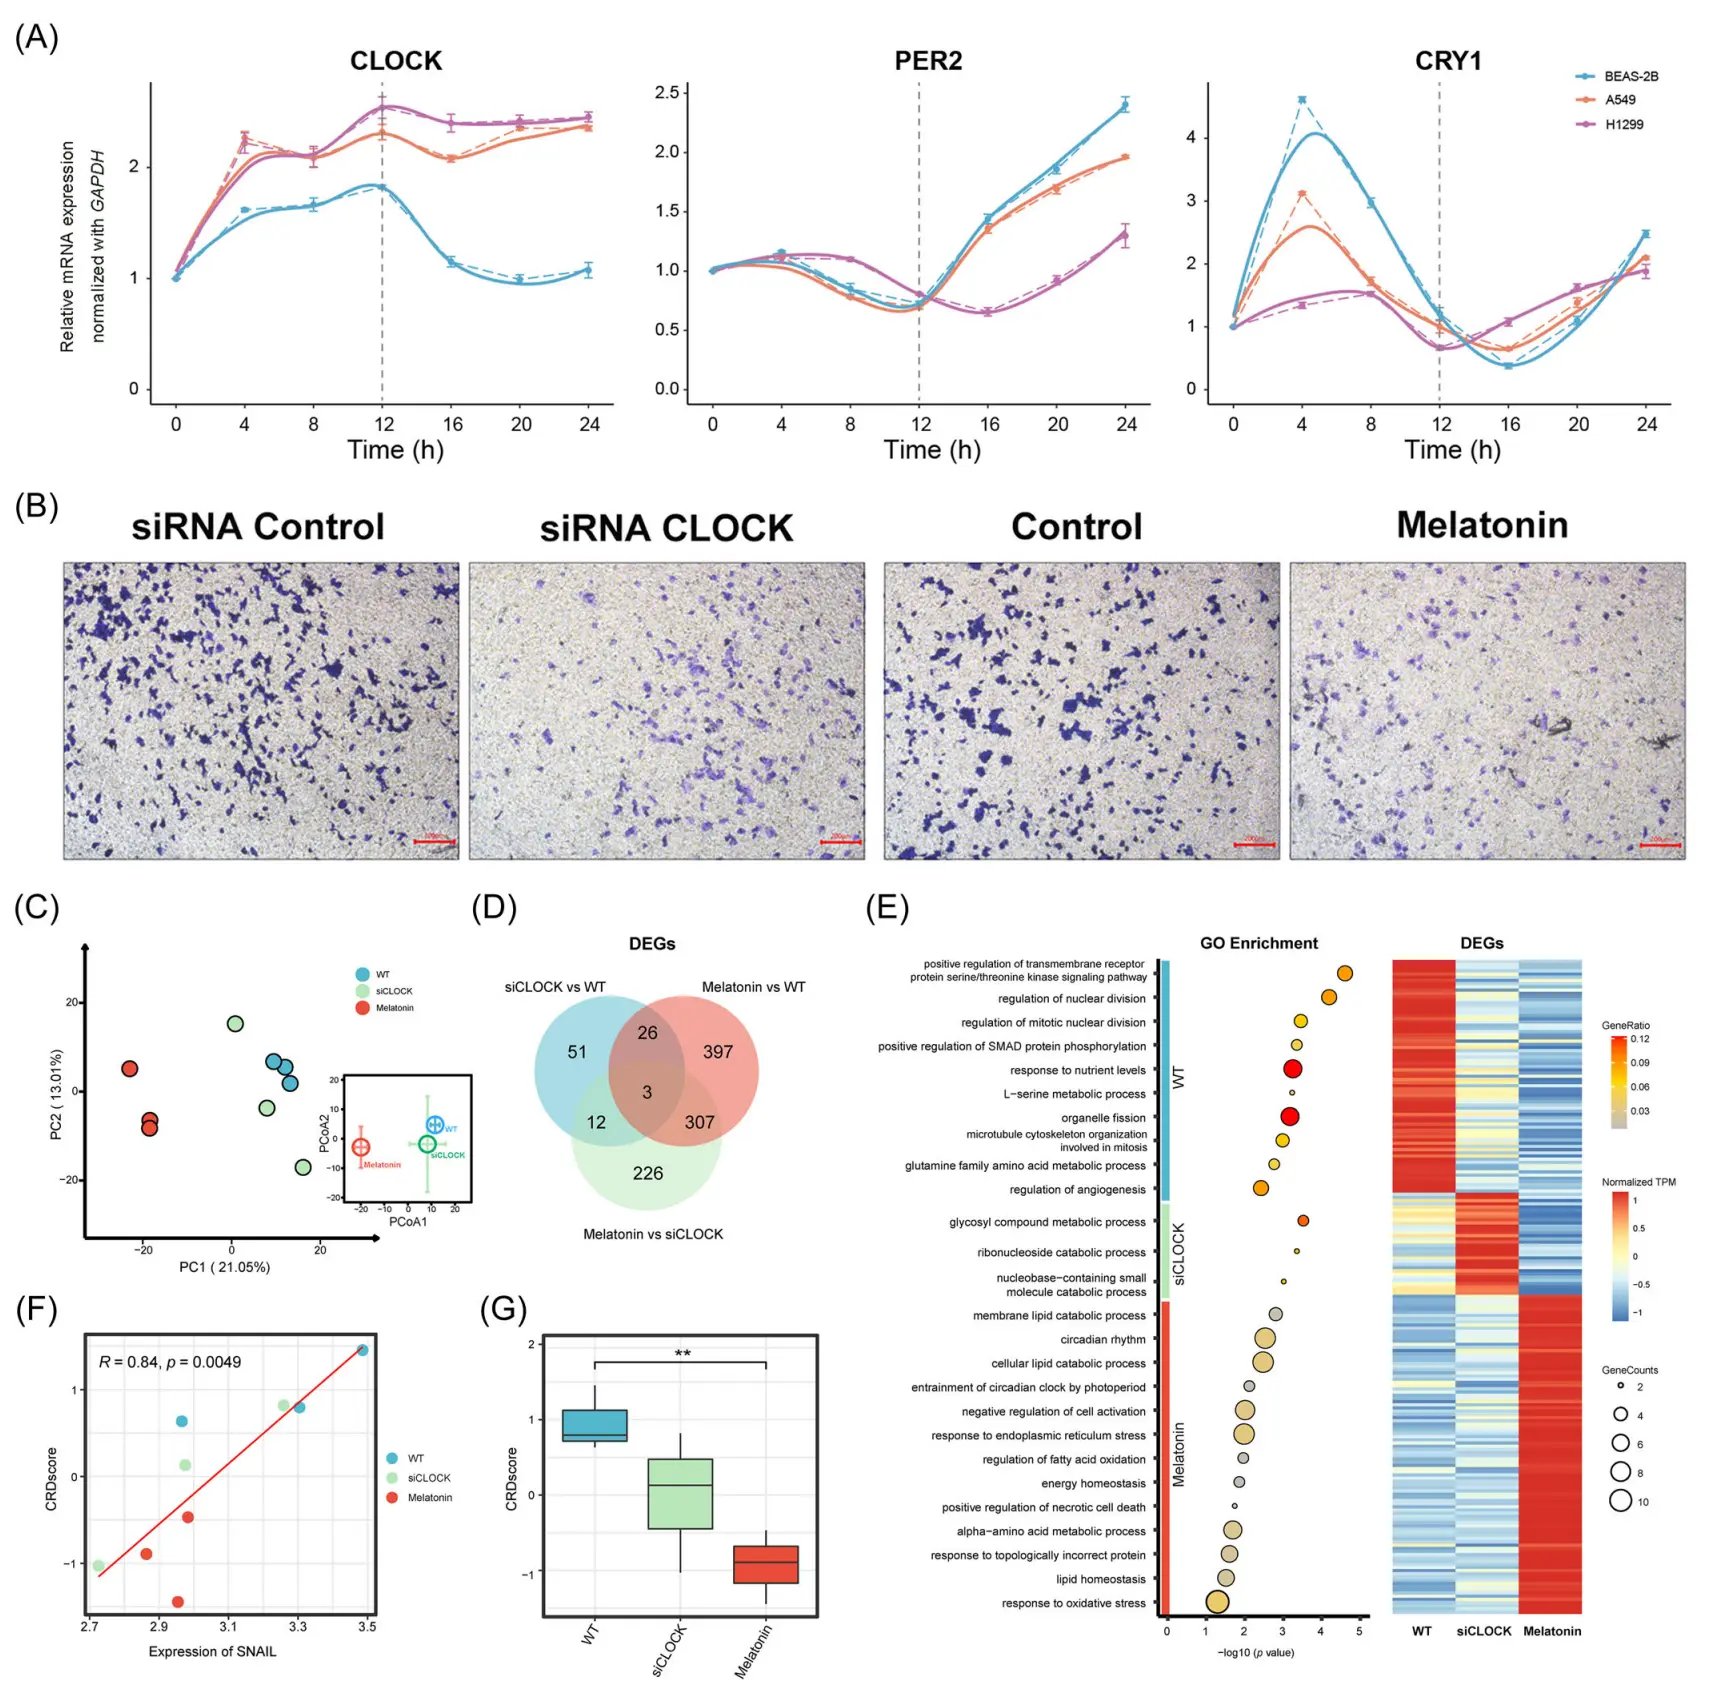 (A)
CLOCK
PER2
CRY1
BEAS-2B
A549
H1299
Relative mRNA expression
normalized with GAPDH
2
1
0
0 4 8 12 16 20 24
Time (h)
2.5
2.0
1.5
1.0
0.5
0.0
0 4 8 12 16 20 24
Time (h)
4
3
2
1
0
0 4 8 12 16 20 24
Time (h)
(B)
siRNA Control
siRNA CLOCK
Control
Melatonin
(C)
WT
siCLOCK
Melatonin
PC2 ( 13.01%)
20
0
−20
−20 0 20
PC1 ( 21.05%)
PCoA2
20
10
0
−10
−20
WT
siCLOCK
Melatonin
−20 −10 0 10 20
PCoA1
(D)
DEGs
siCLOCK vs WT
Melatonin vs WT
51
26
397
3
12
307
226
Melatonin vs siCLOCK
(E)
GO Enrichment
DEGs
positive regulation of transmembrane receptor
protein serine/threonine kinase signaling pathway
regulation of nuclear division
regulation of mitotic nuclear division
positive regulation of SMAD protein phosphorylation
response to nutrient levels
L−serine metabolic process
organelle fission
microtubule cytoskeleton organization
involved in mitosis
glutamine family amino acid metabolic process
regulation of angiogenesis
glycosyl compound metabolic process
ribonucleoside catabolic process
nucleobase−containing small
molecule catabolic process
membrane lipid catabolic process
circadian rhythm
cellular lipid catabolic process
entrainment of circadian clock by photoperiod
negative regulation of cell activation
response to endoplasmic reticulum stress
regulation of fatty acid oxidation
energy homeostasis
positive regulation of necrotic cell death
alpha−amino acid metabolic process
response to topologically incorrect protein
lipid homeostasis
response to oxidative stress
WT
siCLOCK
Melatonin
0 1 2 3 4 5
−log10 (p value)
WT siCLOCK Melatonin
GeneRatio
0.12
0.09
0.06
0.03
Normalized TPM
1
0.5
0
−0.5
−1
GeneCounts
2
4
6
8
10
(F)
R = 0.84, p = 0.0049
CRDscore
1
0
−1
2.7 2.9 3.1 3.3 3.5
Expression of SNAIL
WT
siCLOCK
Melatonin
(G)
**
CRDscore
2
1
0
−1
WT
siCLOCK
Melatonin